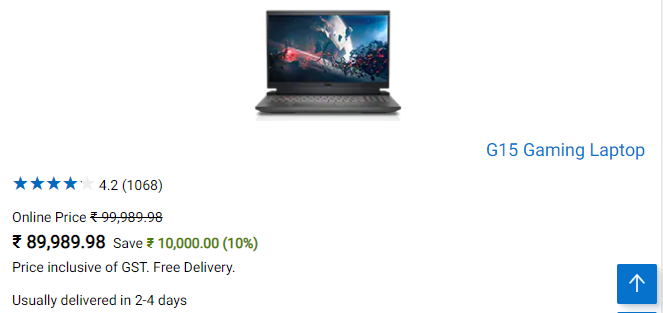 G15 Gaming Laptop
4.2 (1068)
Online Price ₹ 99,989.98
₹ 89,989.98 Save ₹ 10,000.00 (10%)
Price inclusive of GST. Free Delivery.
Usually delivered in 2-4 days